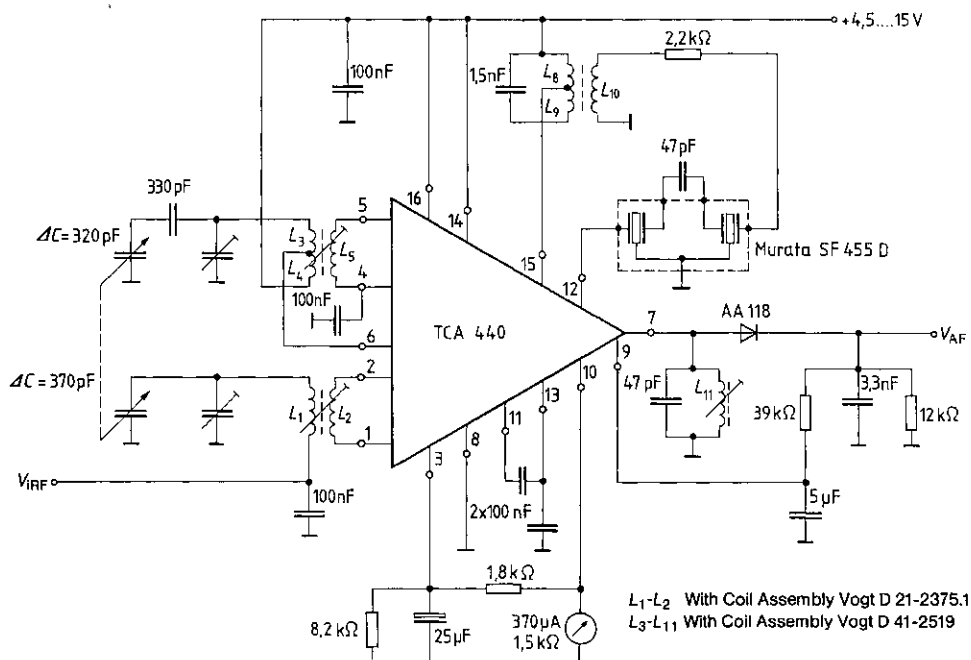 +4,5....15 V
2,2 kΩ
100nF
1,5nF
L8
L9
L10
47pF
330pF
16
14
5
ΔC=320pF
L3
L4
L5
15
12
Murata SF 455 D
4
100nF
TCA 440
7
AA 118
VAF
6
9
ΔC=370pF
2
10
13
47pF
L11
3,3nF
L1
L2
11
39kΩ
12kΩ
1
8
3
ViRF
100nF
2x100 nF
5µF
1,8kΩ
8,2kΩ
25µF
370µA
1,5kΩ
L1-L2 With Coil Assembly Vogt D 21-2375.1
L3-L11 With Coil Assembly Vogt D 41-2519